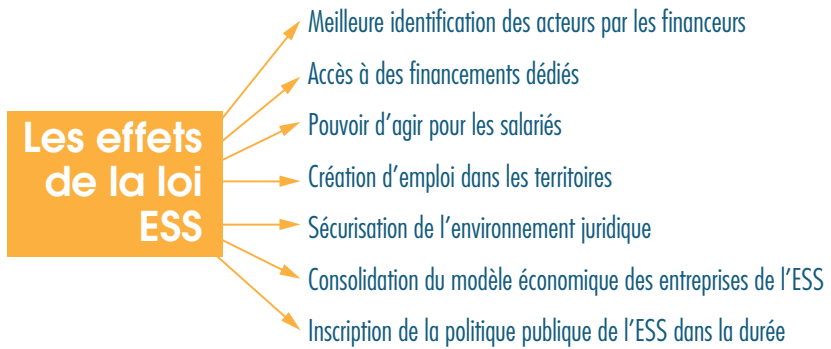 Les effets
de la loi
ESS
Meilleure identification des acteurs par les financeurs
Accès à des financements dédiés
Pouvoir d'agir pour les salariés
Création d'emploi dans les territoires
Sécurisation de l'environnement juridique
Consolidation du modèle économique des entreprises de l'ESS
Inscription de la politique publique de l'ESS dans la durée